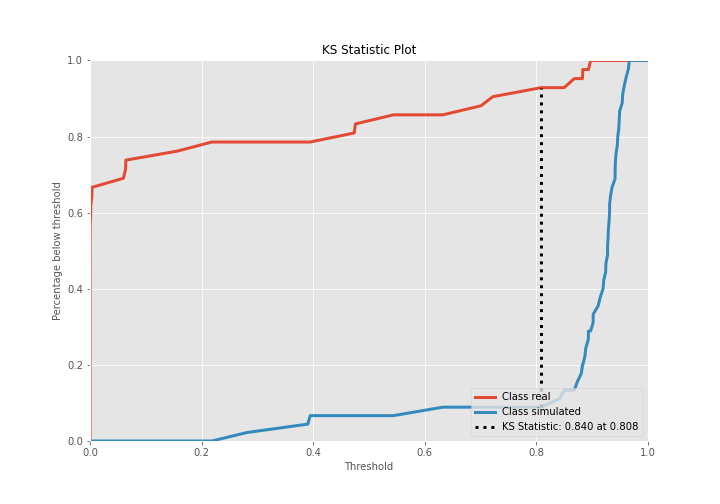 KS Statistic Plot
1.0
0.8
0.6
0.4
0.2
0.0
Percentage below threshold
Class real
Class simulated
KS Statistic: 0.840 at 0.808
0.0 0.2 0.4 0.6 0.8 1.0
Threshold